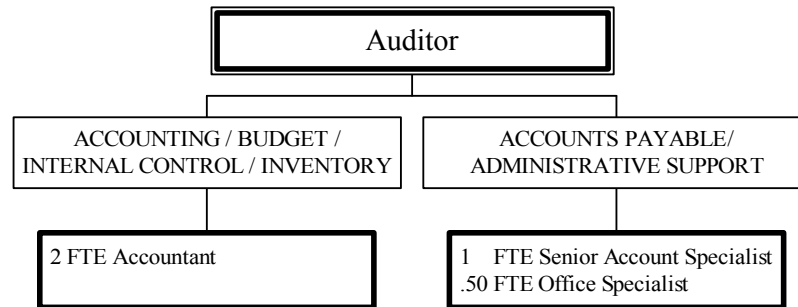 Auditor
ACCOUNTING / BUDGET /
INTERNAL CONTROL / INVENTORY
ACCOUNTS PAYABLE/
ADMINISTRATIVE SUPPORT
2 FTE Accountant
1 FTE Senior Account Specialist
.50 FTE Office Specialist